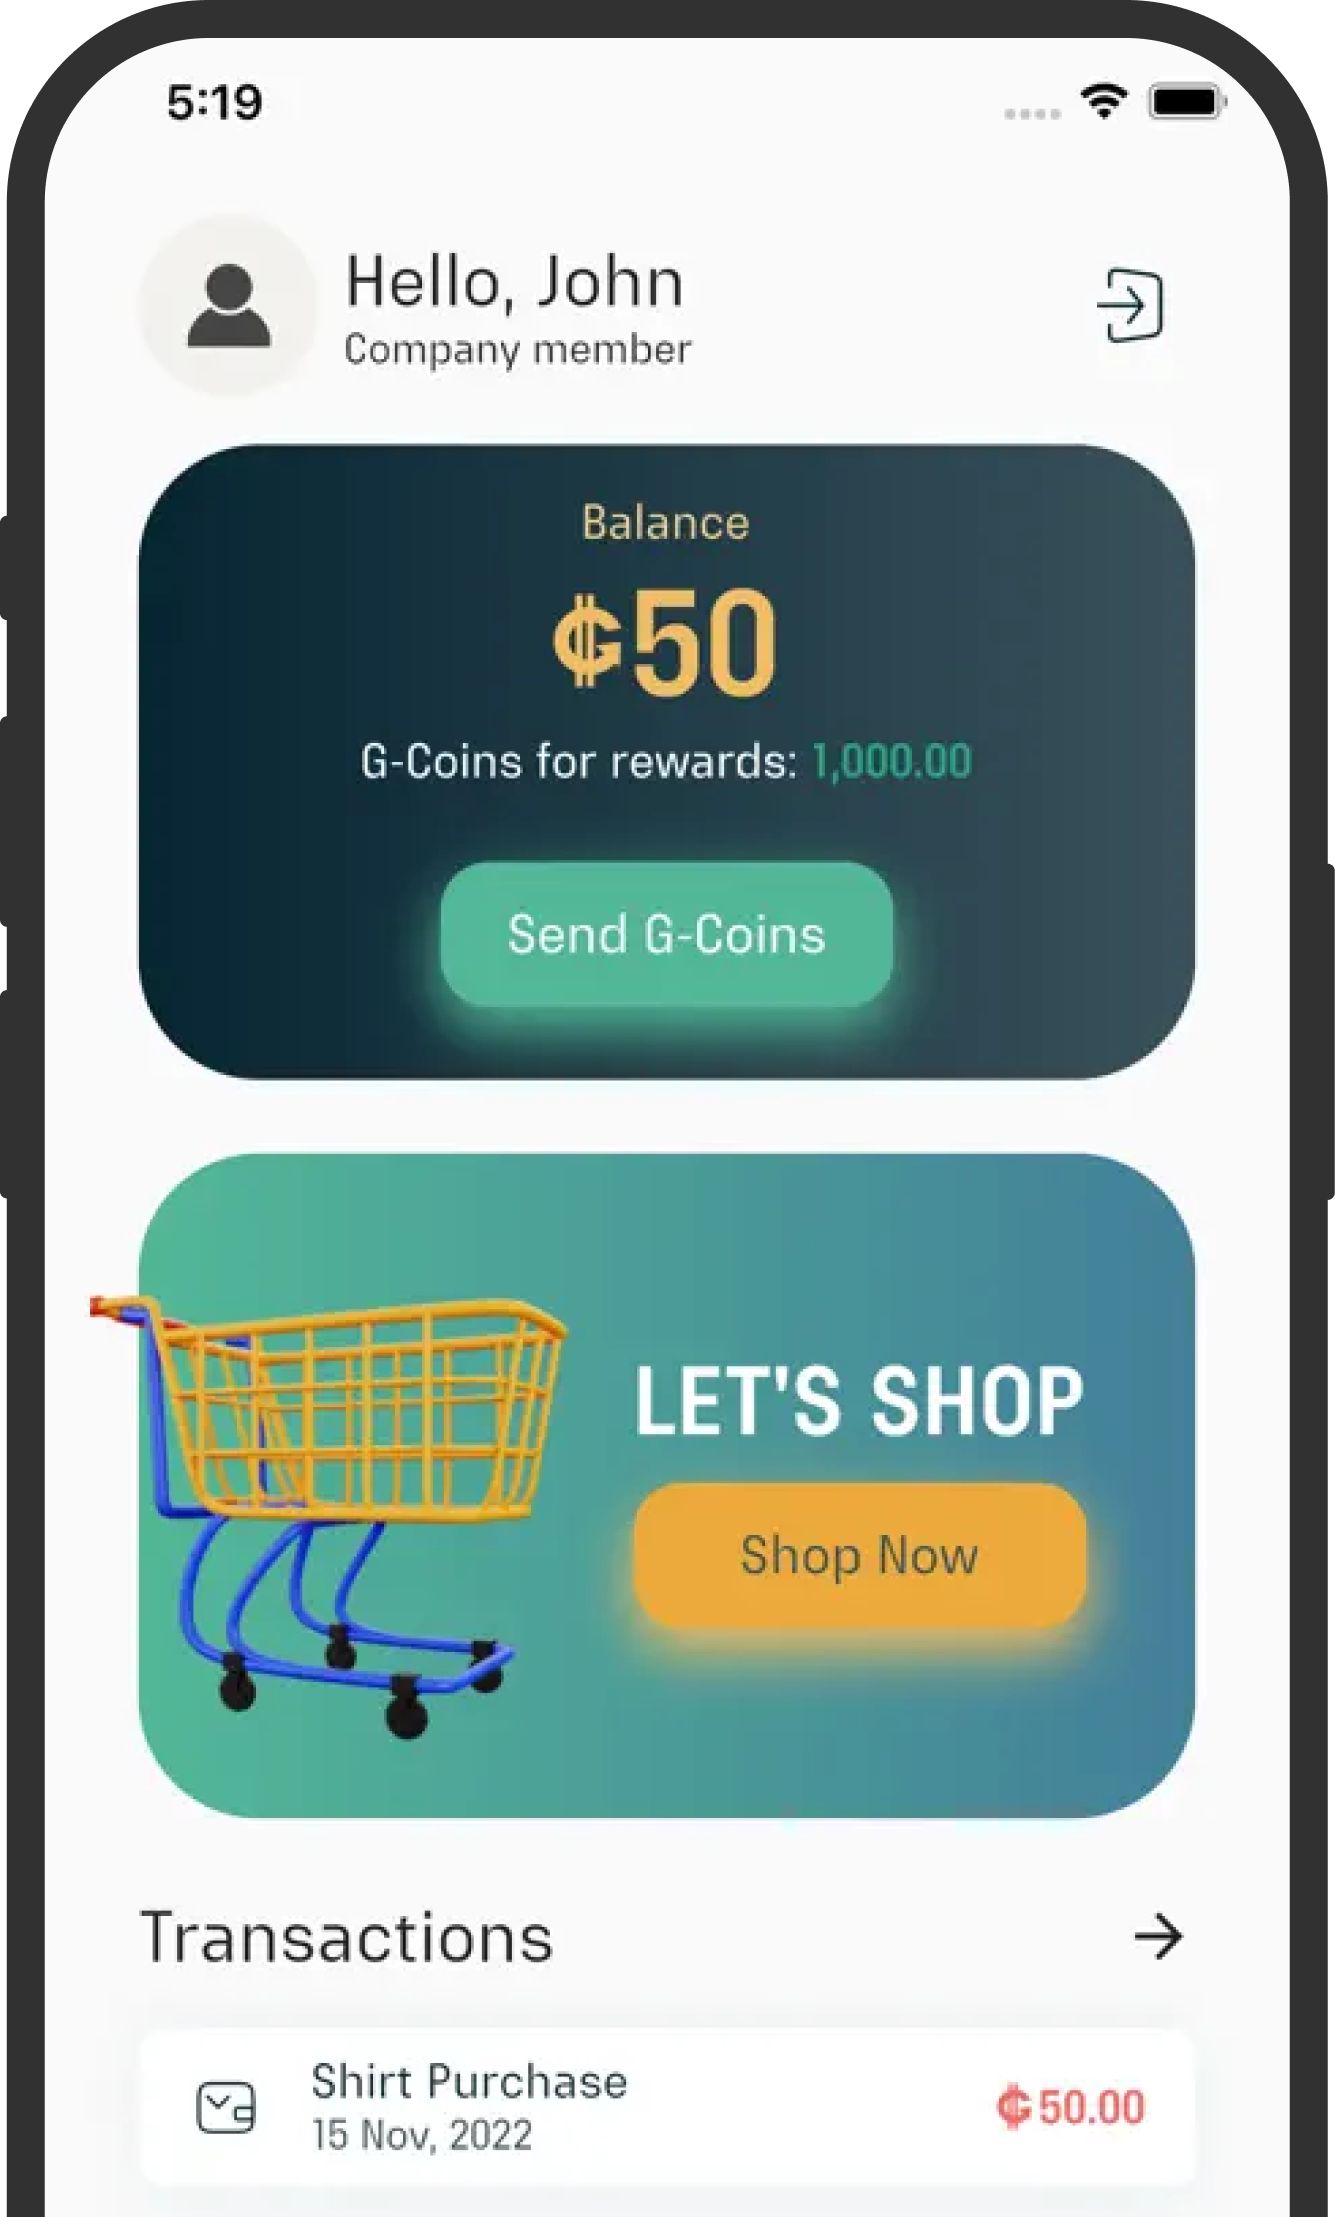 5:19
Hello, John
Company member
Balance
₲50
G-Coins for rewards: 1,000.00
Send G-Coins
LET'S SHOP
Shop Now
Transactions
Shirt Purchase
15 Nov, 2022
₲50.00